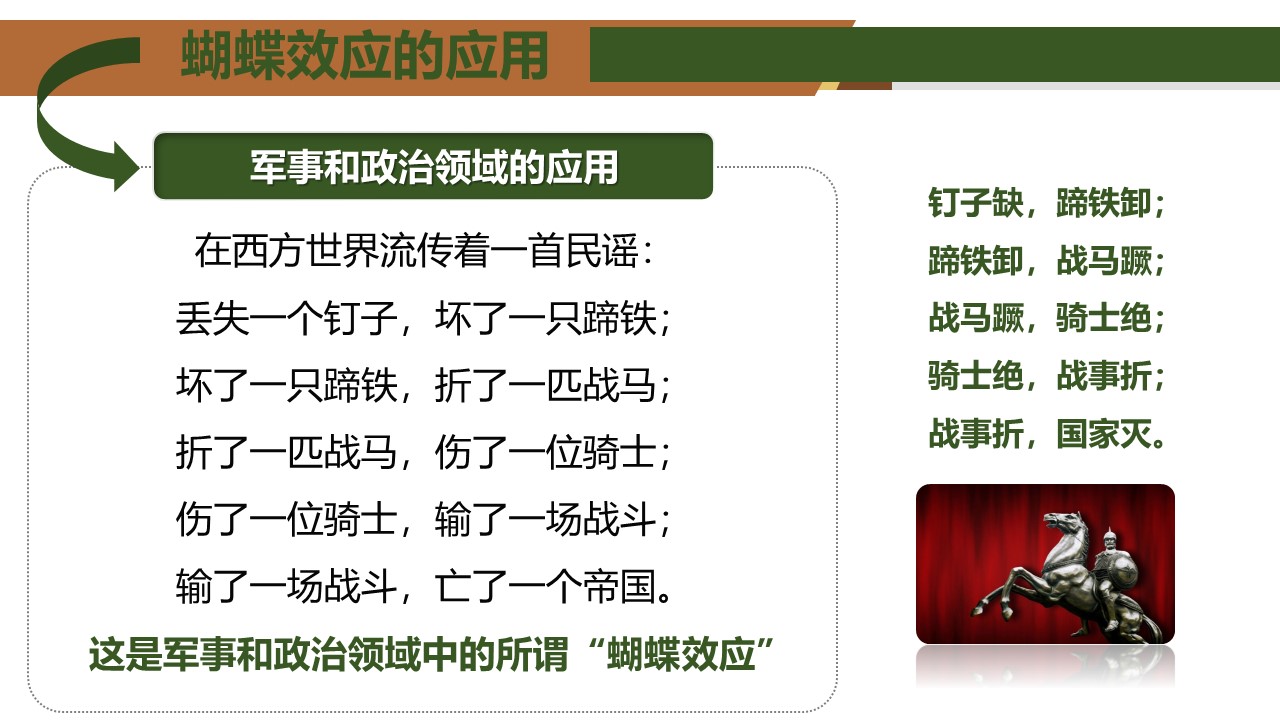 蝴蝶效应的应用
军事和政治领域的应用
在西方世界流传着一首民谣：
丢失一个钉子，坏了一只蹄铁；
坏了一只蹄铁，折了一匹战马；
折了一匹战马，伤了一位骑士；
伤了一位骑士，输了一场战斗；
输了一场战斗，亡了一个帝国。
这是军事和政治领域中的所谓“蝴蝶效应”
钉子缺，蹄铁卸；
蹄铁卸，战马蹶；
战马蹶，骑士绝；
骑士绝，战事折；
战事折，国家灭。